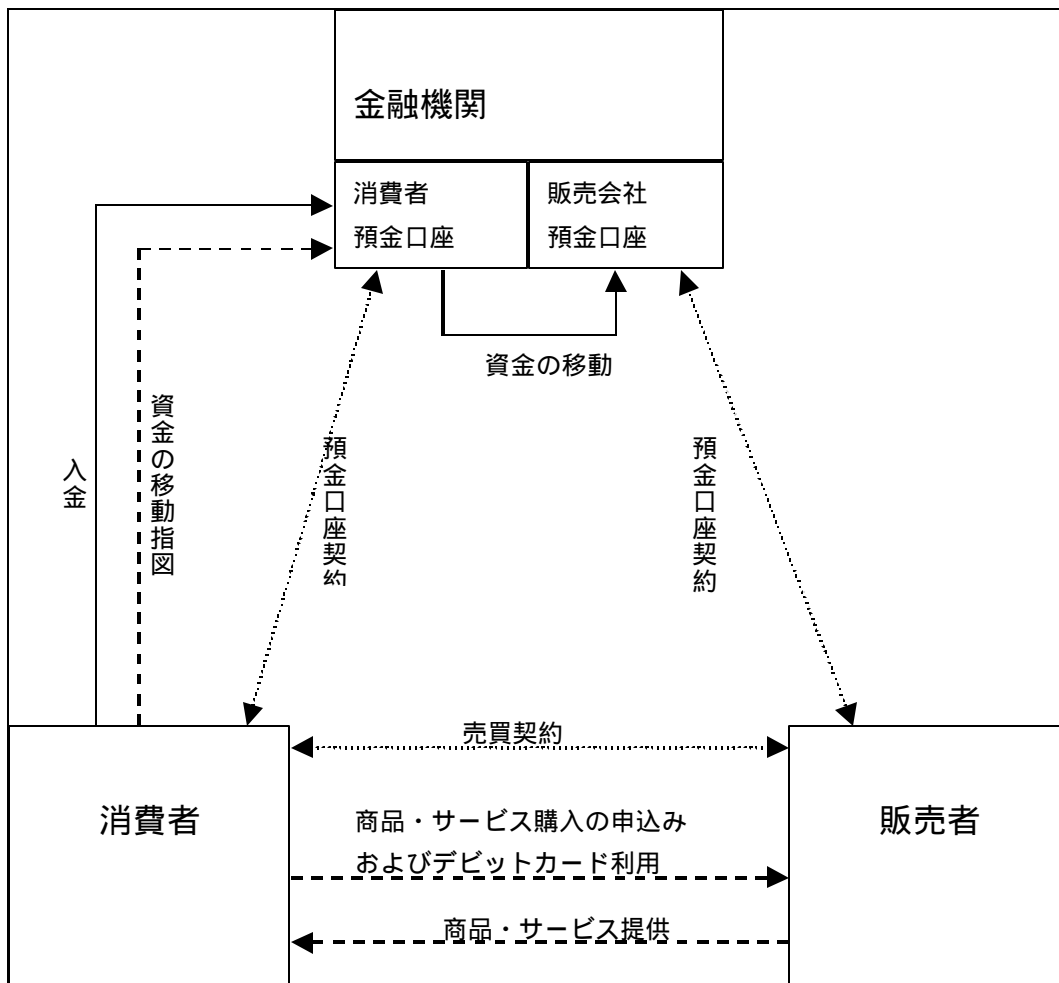 金融機関
消費者
預金口座
販売会社
預金口座
資金の移動
入金
資金の移動指図
預金口座契約
預金口座契約
売買契約
消費者
販売者
商品・サービス購入の申込み
およびデビットカード利用
商品・サービス提供